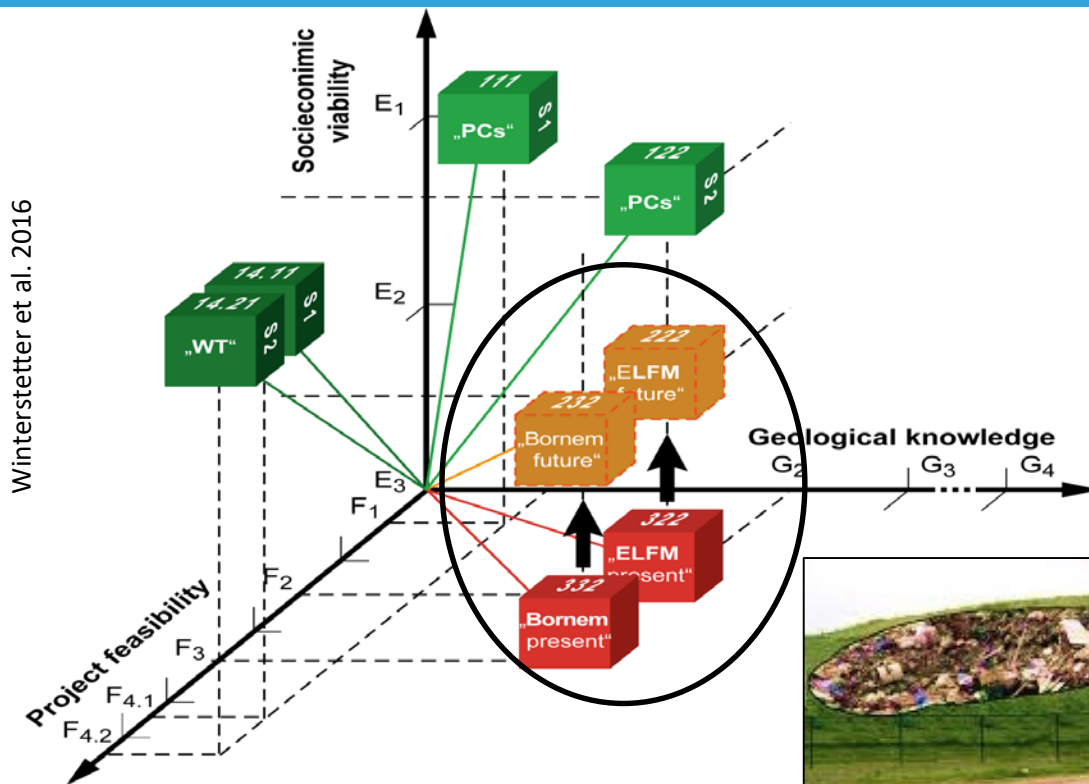 Winterstetter et al. 2016
Socieconimic
viability
E1
E2
E3
111
S1
„PCs“
122
S2
„PCs“
14.11
S1
14.21
S2
„WT“
222
„ELFM
future“
232
„Bornem
future“
Geological knowledge
G2
G3
G4
F1
F2
F3
F4.1
F4.2
Project feasibility
322
„ELFM
present“
332
„Bornem
present“